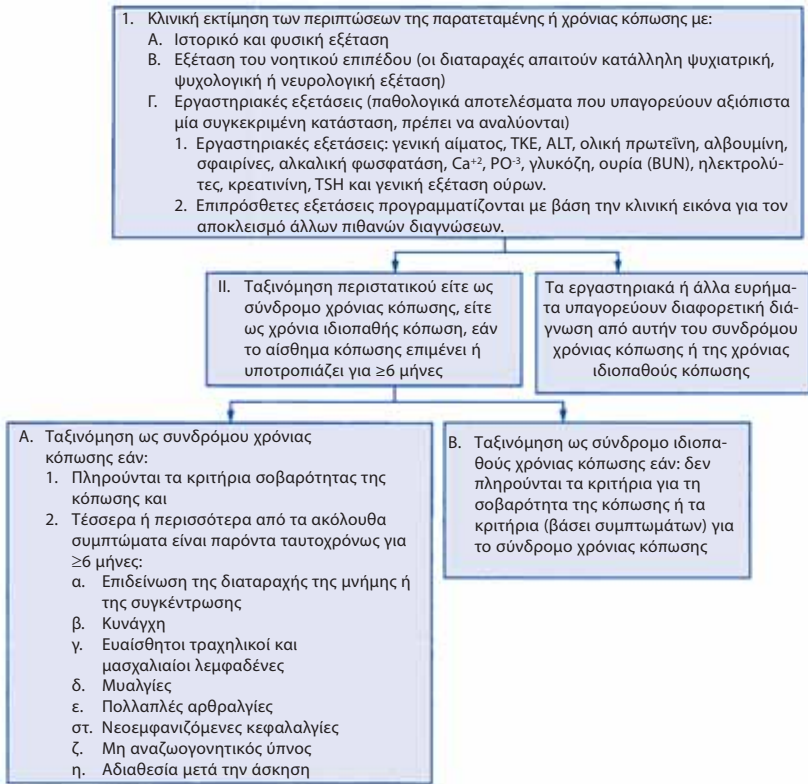 1. Κλινική εκτίμηση των περιπτώσεων της παρατεταμένης ή χρόνιας κόπωσης με:
Α. Ιστορικό και φυσική εξέταση
Β. Εξέταση του νοητικού επιπέδου (οι διαταραχές απαιτούν κατάλληλη ψυχιατρική,
ψυχολογική ή νευρολογική εξέταση)
Γ. Εργαστηριακές εξετάσεις (παθολογικά αποτελέσματα που υπαγορεύουν αξιόπιστα
μία συγκεκριμένη κατάσταση, πρέπει να αναλύονται)
1. Εργαστηριακές εξετάσεις: γενική αίματος, ΤΚΕ, ALT, ολική πρωτεΐνη, αλβουμίνη,
σφαιρίνες, αλκαλική φωσφατάση, Ca⁺², PO⁻³, γλυκόζη, ουρία (BUN), ηλεκτρολύ-
τες, κρεατινίνη, TSH και γενική εξέταση ούρων.
2. Επιπρόσθετες εξετάσεις προγραμματίζονται με βάση την κλινική εικόνα για τον
αποκλεισμό άλλων πιθανών διαγνώσεων.
II. Ταξινόμηση περιστατικού είτε ως
σύνδρομο χρόνιας κόπωσης, είτε
ως χρόνια ιδιοπαθής κόπωση, εάν
το αίσθημα κόπωσης επιμένει ή
υποτροπιάζει για ≥6 μήνες
Τα εργαστηριακά ή άλλα ευρήμα-
τα υπαγορεύουν διαφορετική διά-
γνωση από αυτήν του συνδρόμου
χρόνιας κόπωσης ή της χρόνιας
ιδιοπαθούς κόπωσης
Α. Ταξινόμηση ως συνδρόμου χρόνιας
κόπωσης εάν:
1. Πληρούνται τα κριτήρια σοβαρότητας της
κόπωσης και
2. Τέσσερα ή περισσότερα από τα ακόλουθα
συμπτώματα είναι παρόντα ταυτοχρόνως για
≥6 μήνες:
α. Επιδείνωση της διαταραχής της μνήμης ή
της συγκέντρωσης
β. Κυνάγχη
γ. Ευαίσθητοι τραχηλικοί και
μασχαλιαίοι λεμφαδένες
δ. Μυαλγίες
ε. Πολλαπλές αρθραλγίες
στ. Νεοεμφανιζόμενες κεφαλαλγίες
ζ. Μη αναζωογονητικός ύπνος
η. Αδιαθεσία μετά την άσκηση
Β. Ταξινόμηση ως σύνδρομο ιδιοπα-
θούς χρόνιας κόπωσης εάν: δεν
πληρούνται τα κριτήρια για τη
σοβαρότητα της κόπωσης ή τα
κριτήρια (βάσει συμπτωμάτων) για
το σύνδρομο χρόνιας κόπωσης